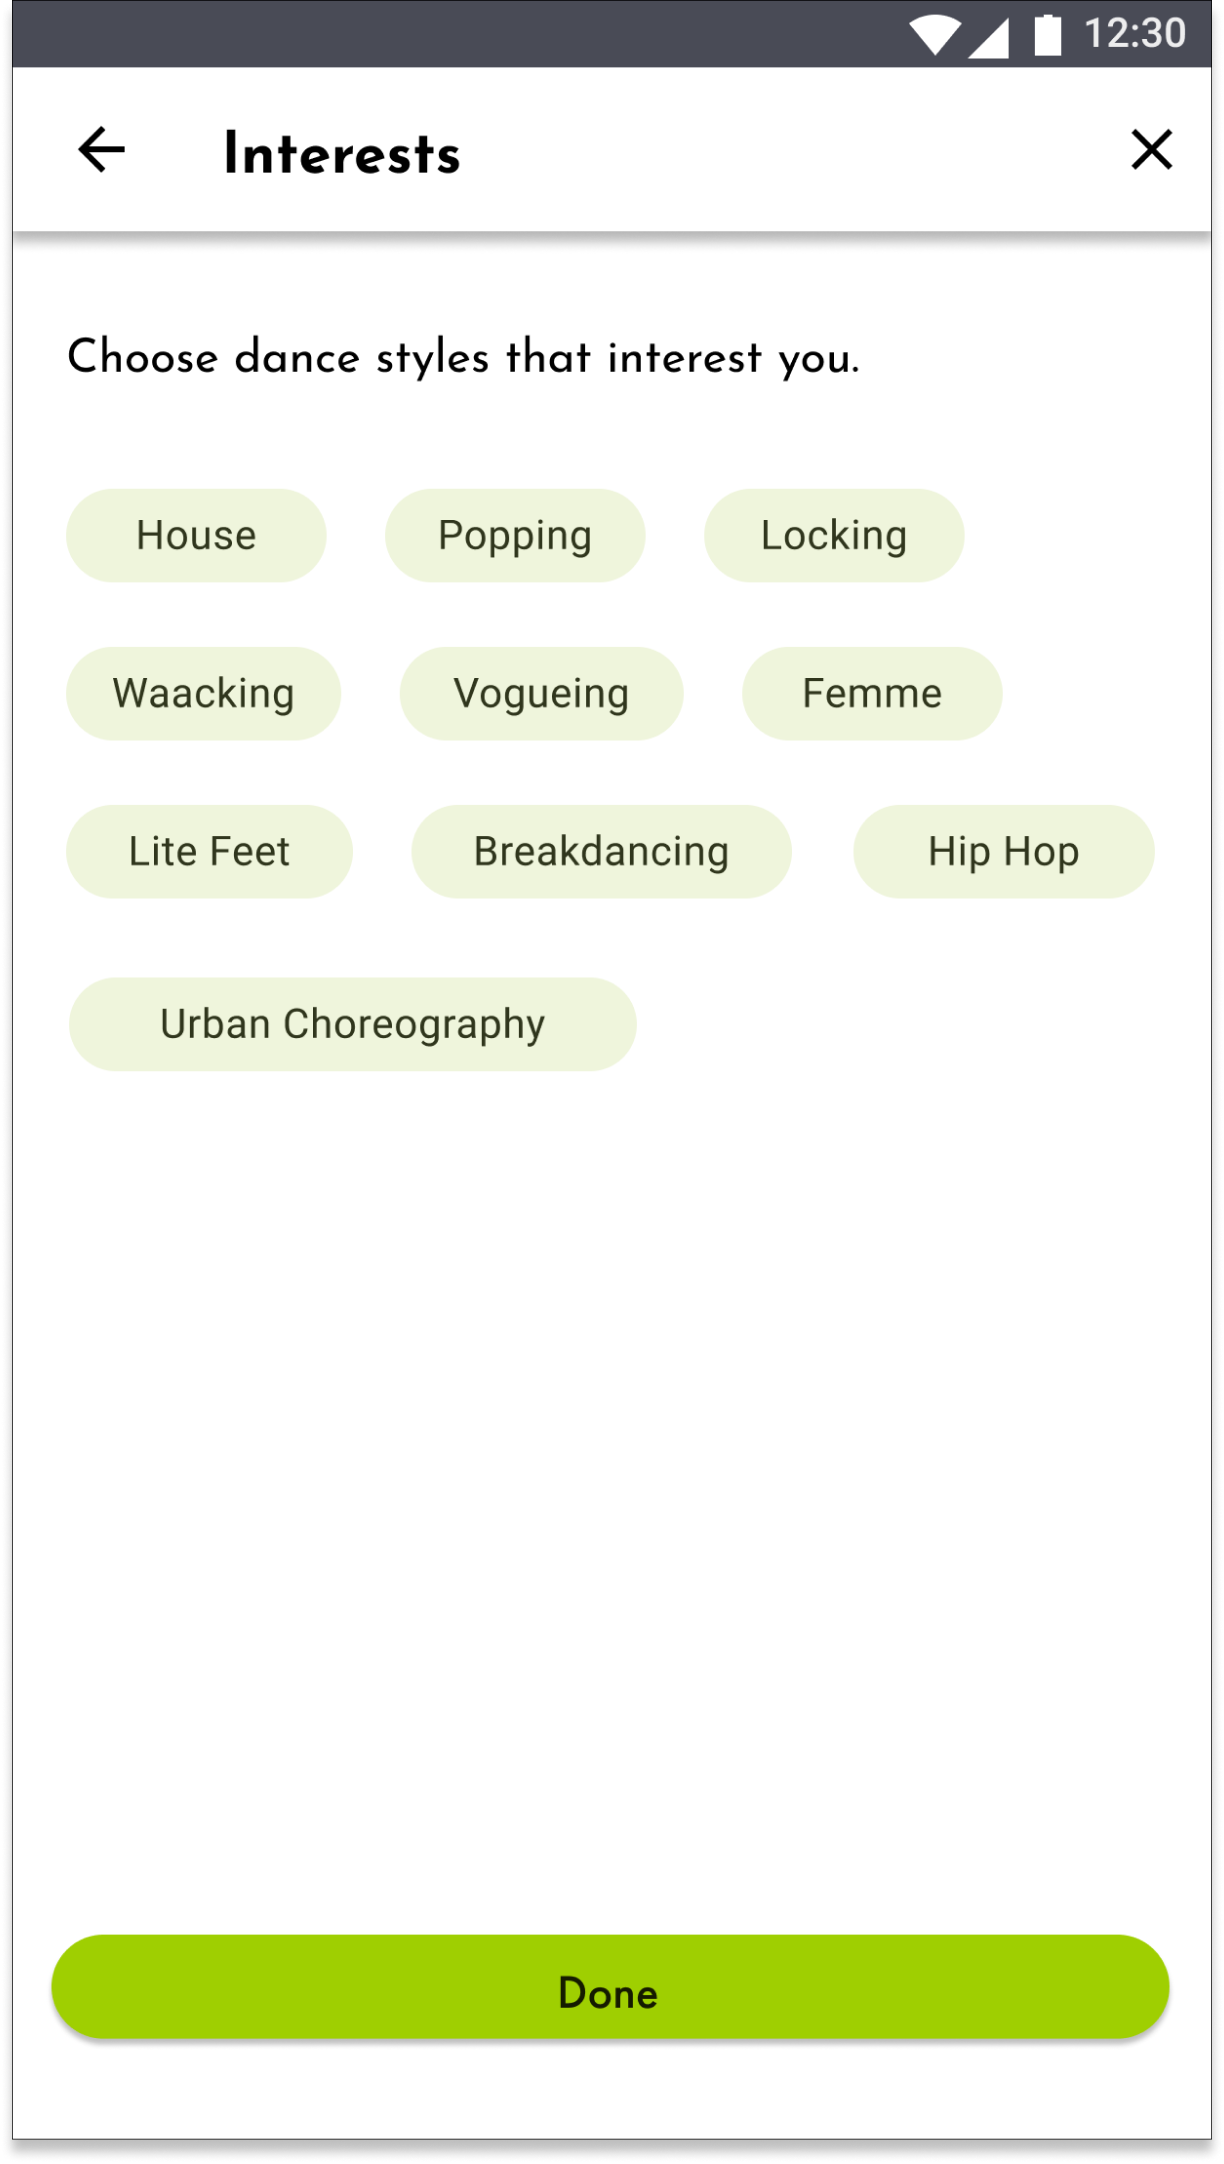 12:30
Interests
Choose dance styles that interest you.
House Popping Locking
Waacking Vogueing Femme
Lite Feet Breakdancing Hip Hop
Urban Choreography
Done